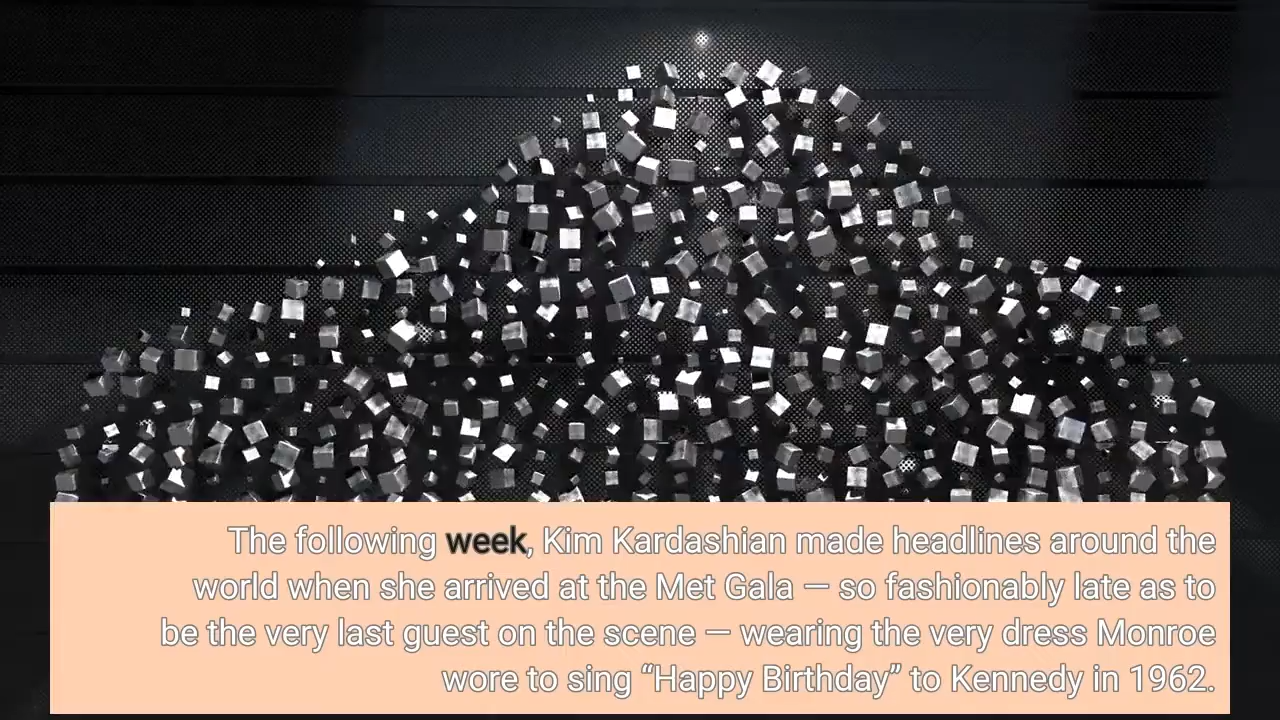 The following week, Kim Kardashian made headlines around the
world when she arrived at the Met Gala — so fashionably late as to
be the very last guest on the scene — wearing the very dress Monroe
wore to sing “Happy Birthday” to Kennedy in 1962.